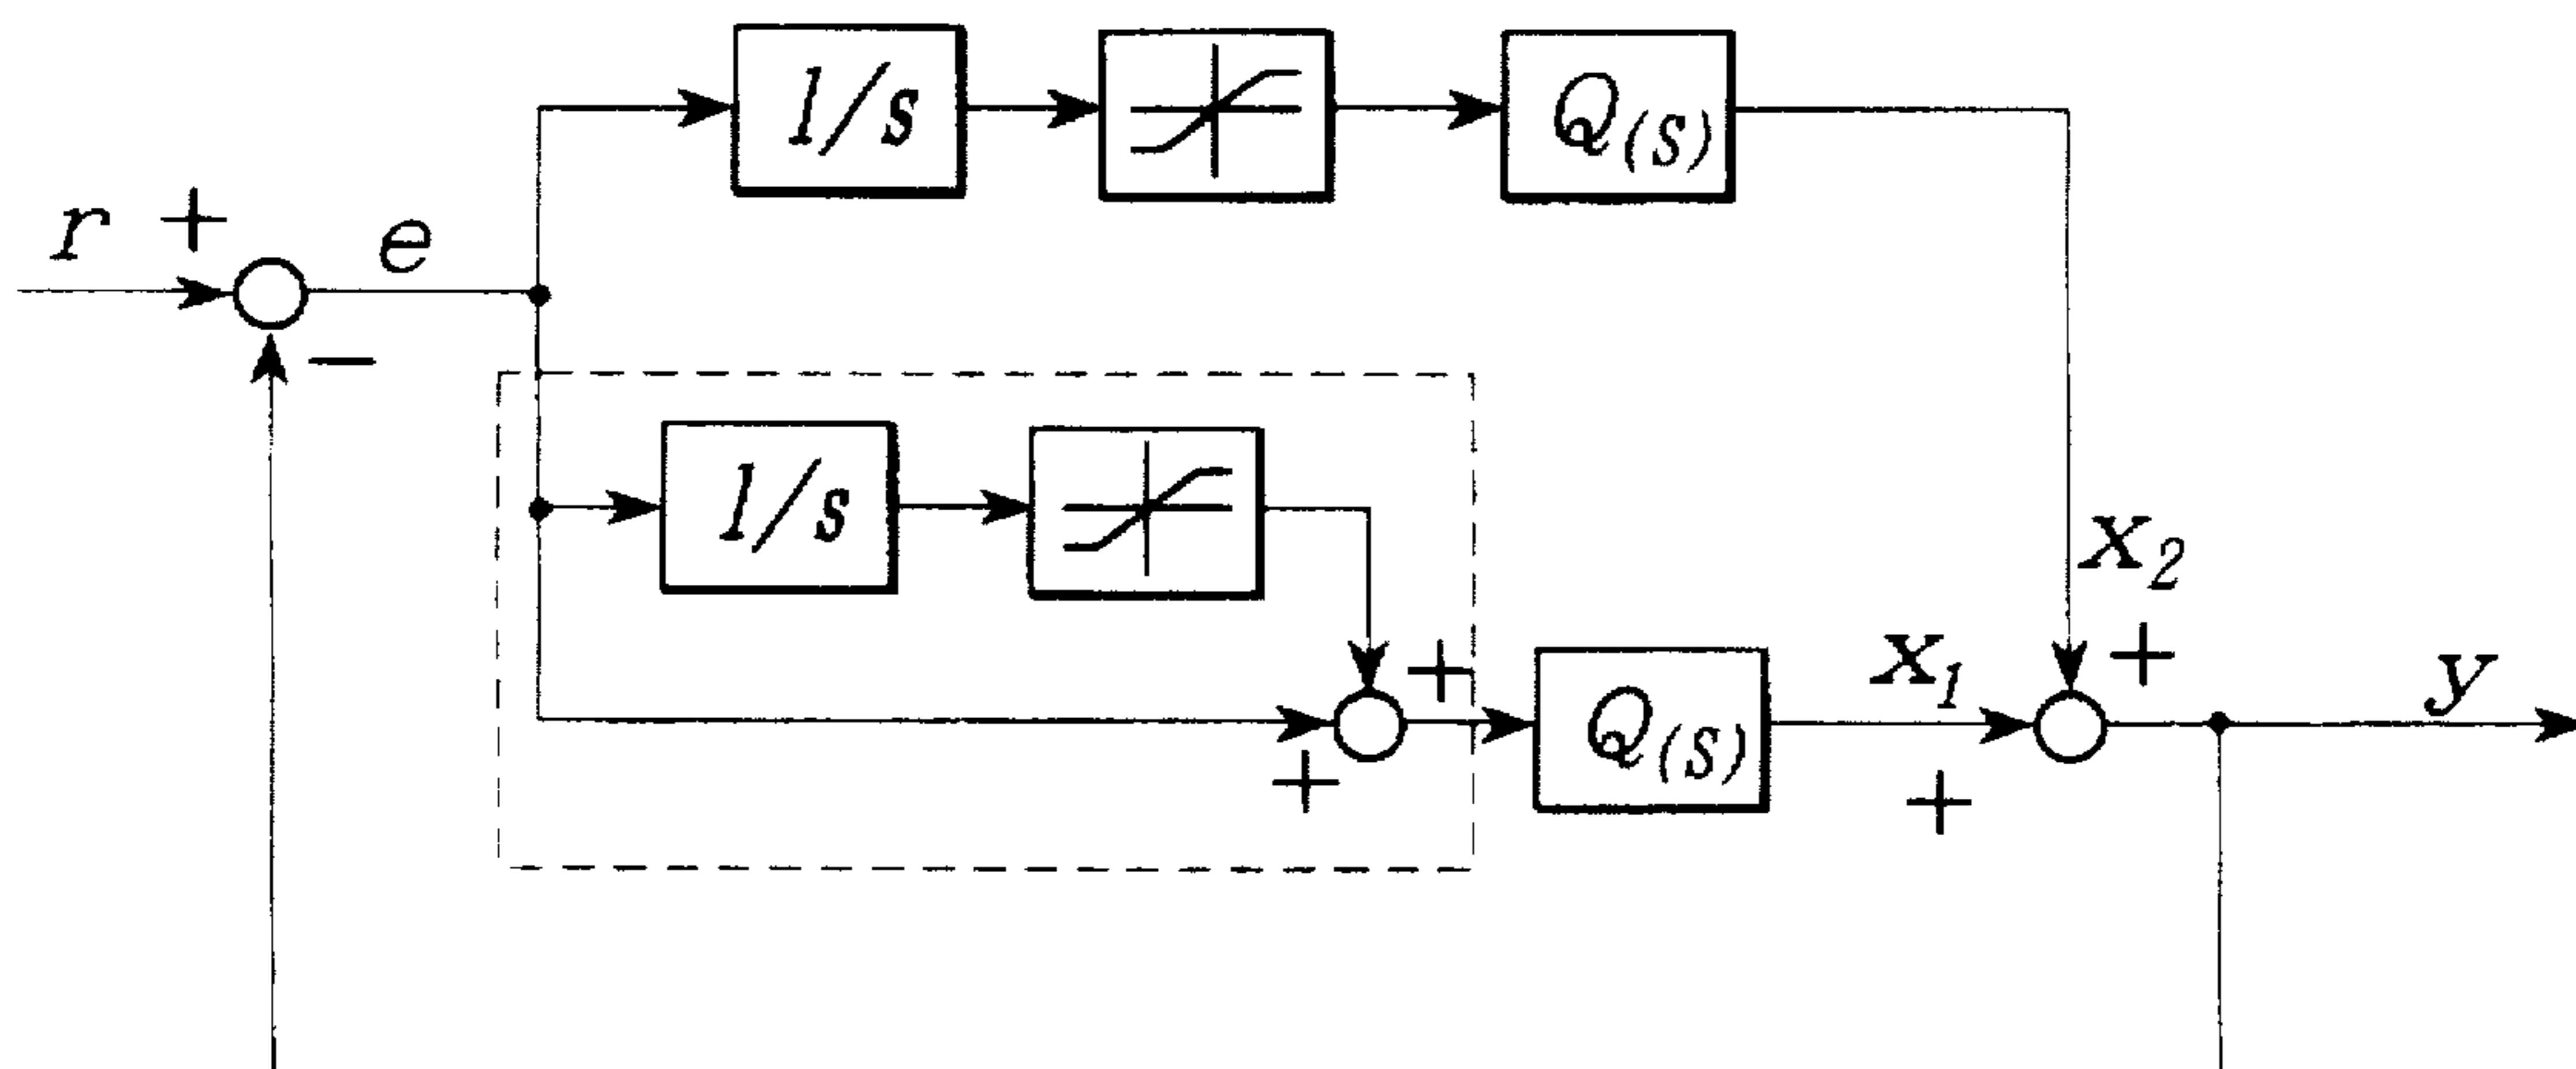 1/s
Q(s)
r + e
−
1/s
x2
+
x1
+
y
Q(s)
+
+